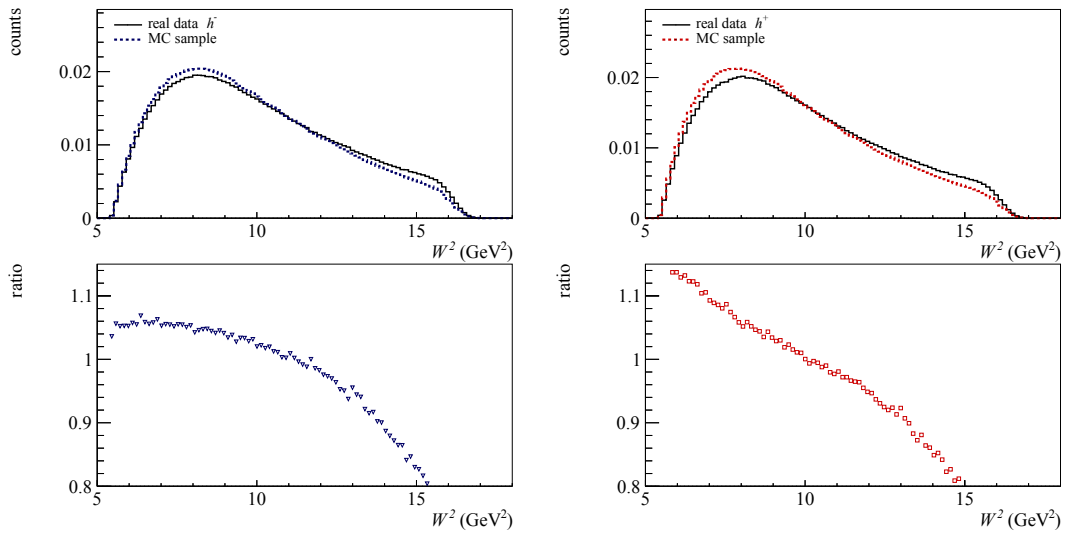 counts
real data h⁻
MC sample
0.02
0.01
0
5
10
15
W² (GeV²)
counts
real data h⁺
MC sample
0.02
0.01
0
5
10
15
W² (GeV²)
ratio
1.1
1
0.9
0.8
5
10
15
W² (GeV²)
ratio
1.1
1
0.9
0.8
5
10
15
W² (GeV²)